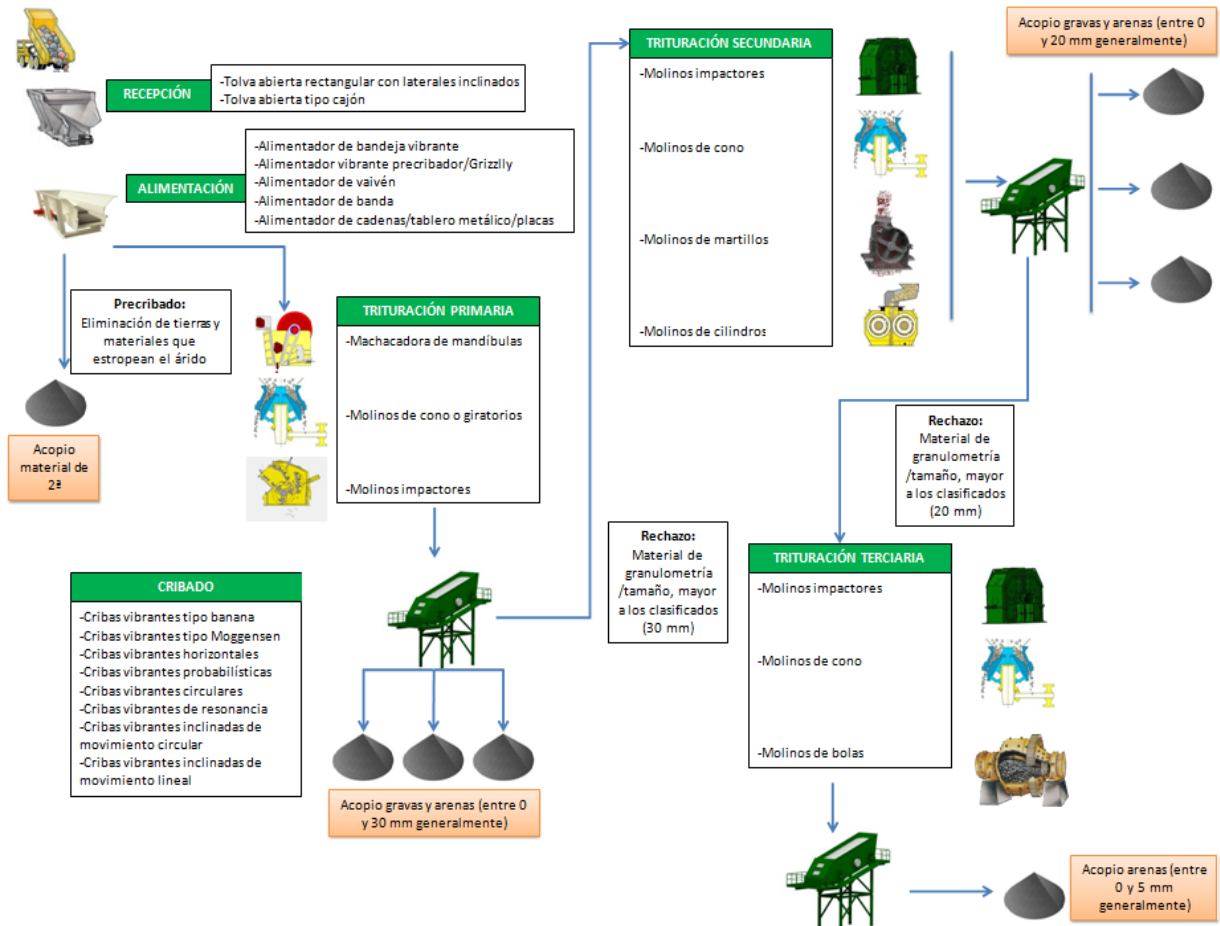 RECEPCIÓN
-Tolva abierta rectangular con laterales inclinados
-Tolva abierta tipo cajón
ALIMENTACIÓN
-Alimentador de bandeja vibrante
-Alimentador vibrante precribador/Grizzlly
-Alimentador de vaivén
-Alimentador de banda
-Alimentador de cadenas/tablero metálico/placas
Precribado:
Eliminación de tierras y
materiales que
estropean el árido
Acopio
material de
2ª
TRITURACIÓN PRIMARIA
-Machacadora de mandíbulas
-Molinos de cono o giratorios
-Molinos impactores
CRIBADO
-Cribas vibrantes tipo banana
-Cribas vibrantes tipo Moggensen
-Cribas vibrantes horizontales
-Cribas vibrantes probabilísticas
-Cribas vibrantes circulares
-Cribas vibrantes de resonancia
-Cribas vibrantes inclinadas de
movimiento circular
-Cribas vibrantes inclinadas de
movimiento lineal
Acopio gravas y arenas (entre 0
y 30 mm generalmente)
Rechazo:
Material de
granulometría
/tamaño, mayor
a los clasificados
(30 mm)
TRITURACIÓN SECUNDARIA
-Molinos impactores
-Molinos de cono
-Molinos de martillos
-Molinos de cilindros
Acopio gravas y arenas (entre 0
y 20 mm generalmente)
Rechazo:
Material de
granulometría
/tamaño, mayor
a los clasificados
(20 mm)
TRITURACIÓN TERCIARIA
-Molinos impactores
-Molinos de cono
-Molinos de bolas
Acopio arenas (entre
0 y 5 mm
generalmente)